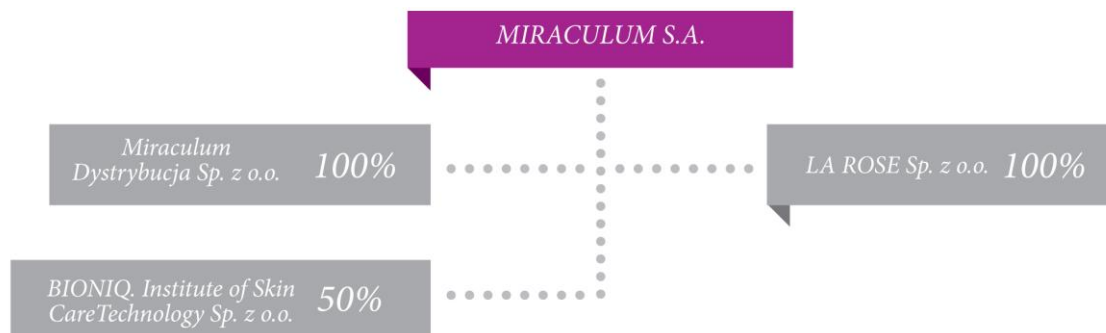 MIRACULUM S.A.
Miraculum
Dystrybucja Sp. z o.o. 100%
LA ROSE Sp. z o.o. 100%
BIONIQ. Institute of Skin
CareTechnology Sp. z o.o. 50%